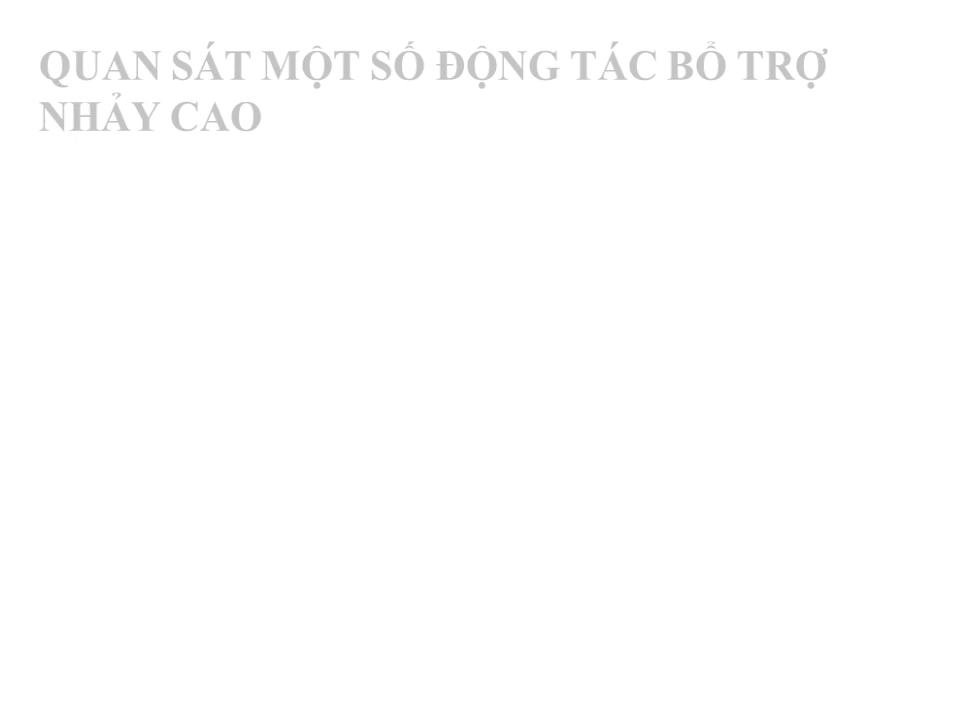 QUAN SÁT MỘT SỐ ĐỘNG TÁC BỔ TRỢ
NHẢY CAO